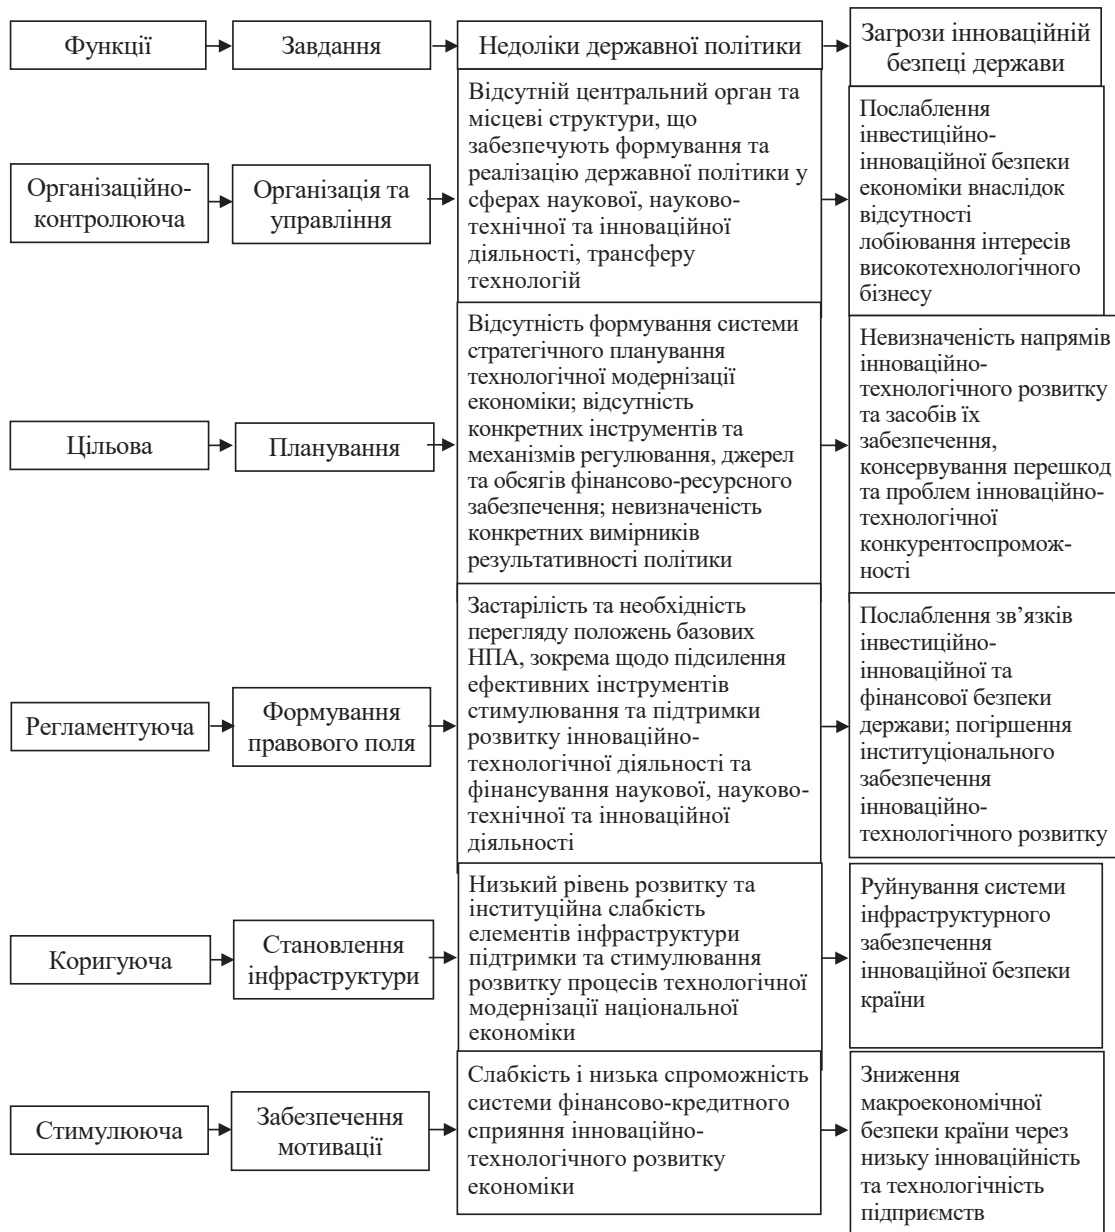 Функції
Завдання
Недоліки державної політики
Загрози інноваційній
безпеці держави
Організаційно-
контролююча
Організація та
управління
Відсутній центральний орган та
місцеві структури, що
забезпечують формування та
реалізацію державної політики у
сферах наукової, науково-
технічної та інноваційної
діяльності, трансферу
технологій
Послаблення
інвестиційно-
інноваційної безпеки
економіки внаслідок
відсутності
лобіювання інтересів
високотехнологічного
бізнесу
Цільова
Планування
Відсутність формування системи
стратегічного планування
технологічної модернізації
економіки; відсутність
конкретних інструментів та
механізмів регулювання, джерел
та обсягів фінансово-ресурсного
забезпечення; невизначеність
конкретних вимірників
результативності політики
Невизначеність напрямів
інноваційно-
технологічного розвитку
та засобів їх
забезпечення,
консервування перешкод
та проблем інноваційно-
технологічної
конкурентоспромож-
ності
Регламентуюча
Формування
правового поля
Застарілість та необхідність
перегляду положень базових
НПА, зокрема щодо підсилення
ефективних інструментів
стимулювання та підтримки
розвитку інноваційно-
технологічної діяльності та
фінансування наукової, науково-
технічної та інноваційної
діяльності
Послаблення зв’язків
інвестиційно-
інноваційної та
фінансової безпеки
держави; погіршення
інституціонального
забезпечення
інноваційно-
технологічного розвитку
Коригуюча
Становлення
інфраструктури
Низький рівень розвитку та
інституційна слабкість
елементів інфраструктури
підтримки та стимулювання
розвитку процесів технологічної
модернізації національної
економіки
Руйнування системи
інфраструктурного
забезпечення
інноваційної безпеки
країни
Стимулююча
Забезпечення
мотивації
Слабкість і низька спроможність
системи фінансово-кредитного
сприяння інноваційно-
технологічного розвитку
економіки
Зниження
макроекономічної
безпеки країни через
низьку інноваційність
та технологічність
підприємств